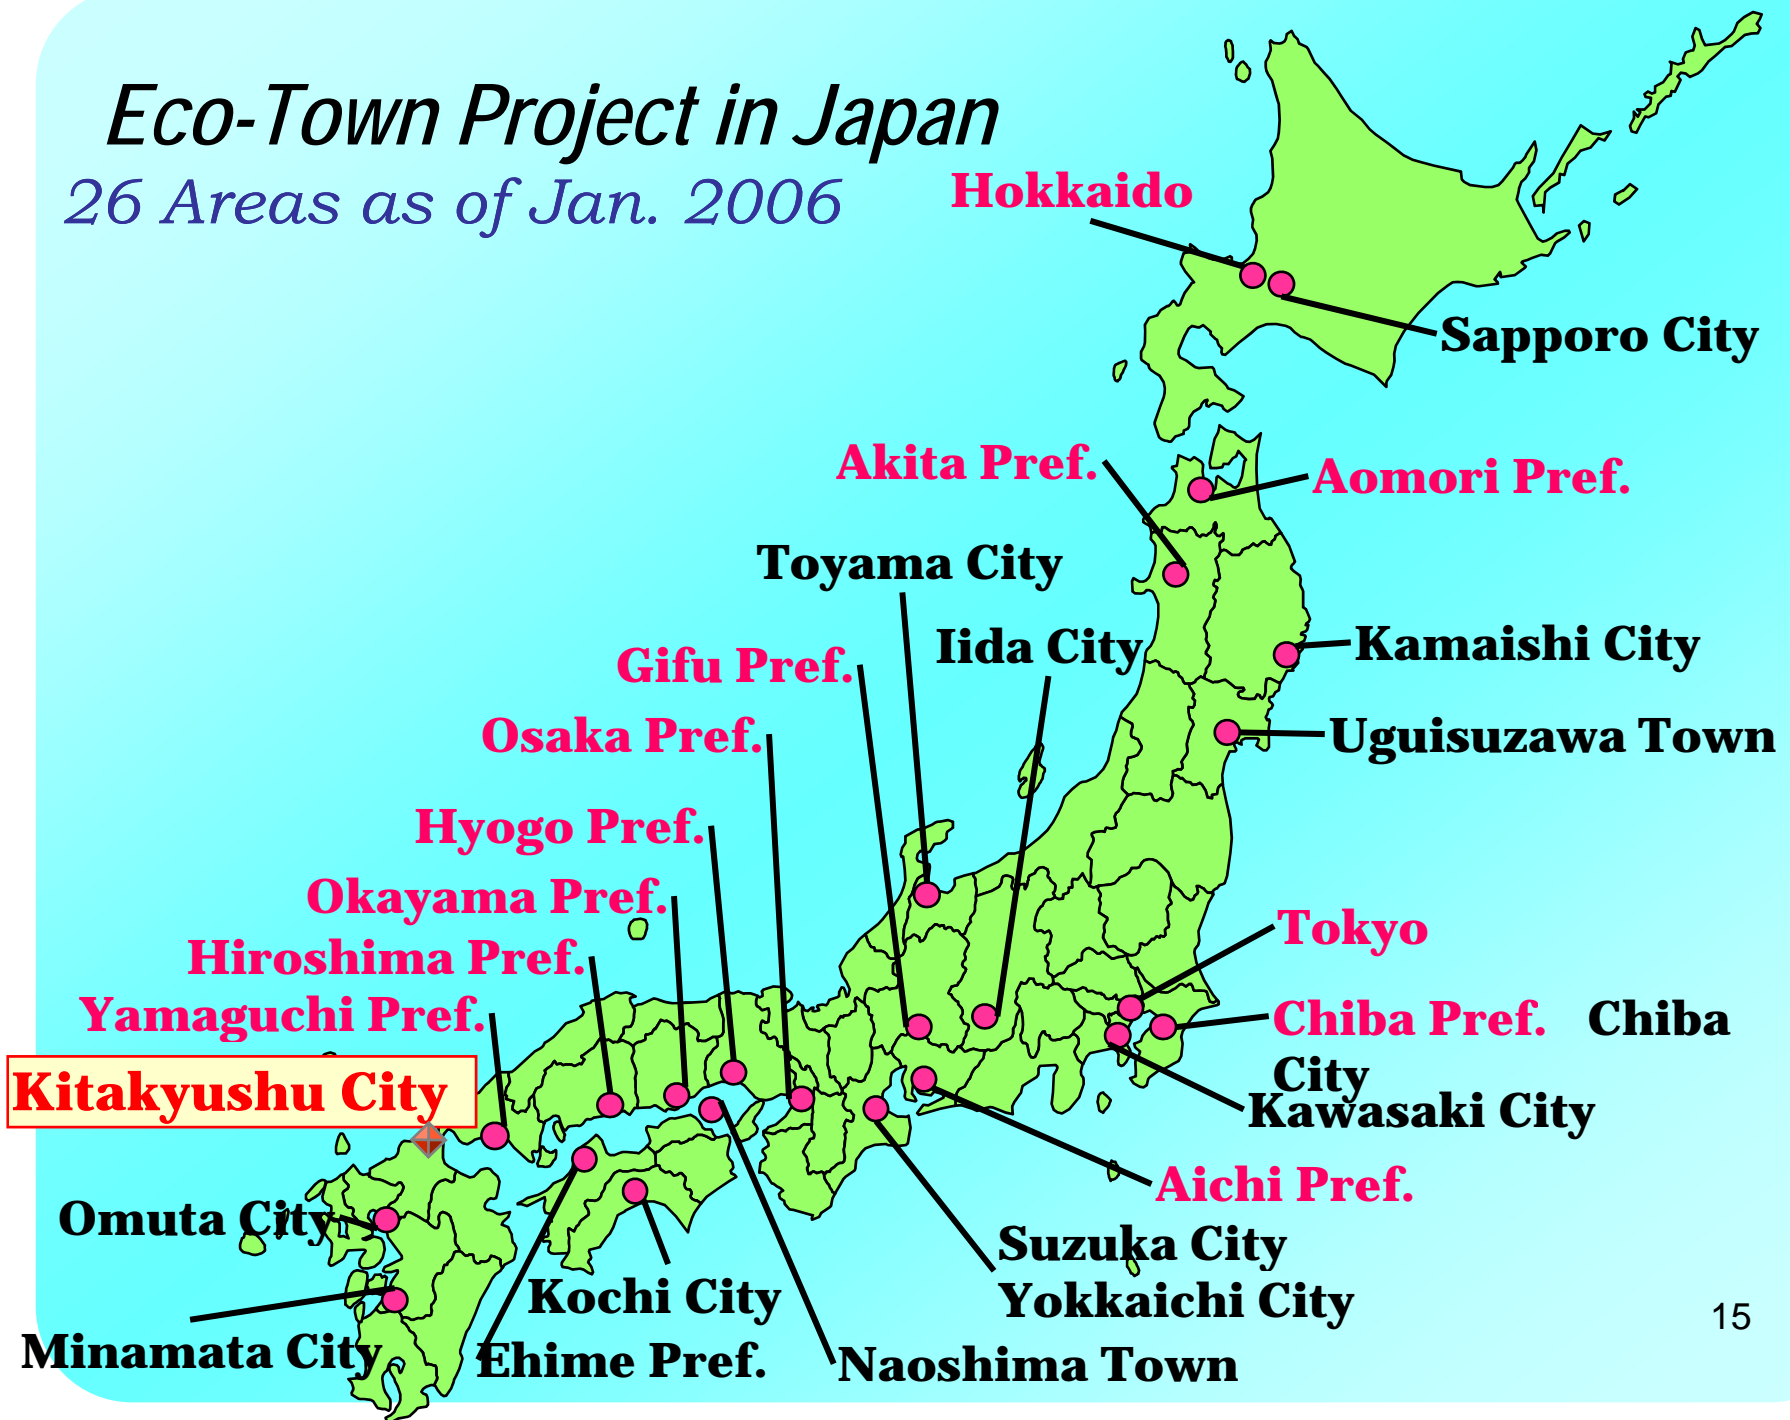 Eco-Town Project in Japan
26 Areas as of Jan. 2006
Hokkaido
Sapporo City
Akita Pref.
Aomori Pref.
Toyama City
Iida City
Kamaishi City
Gifu Pref.
Osaka Pref.
Uguisuzawa Town
Hyogo Pref.
Okayama Pref.
Tokyo
Hiroshima Pref.
Yamaguchi Pref.
Chiba Pref. Chiba
City
Kitakyushu City
Kawasaki City
Aichi Pref.
Omuta City
Suzuka City
Yokkaichi City
Kochi City
Minamata City
Ehime Pref.
Naoshima Town
15